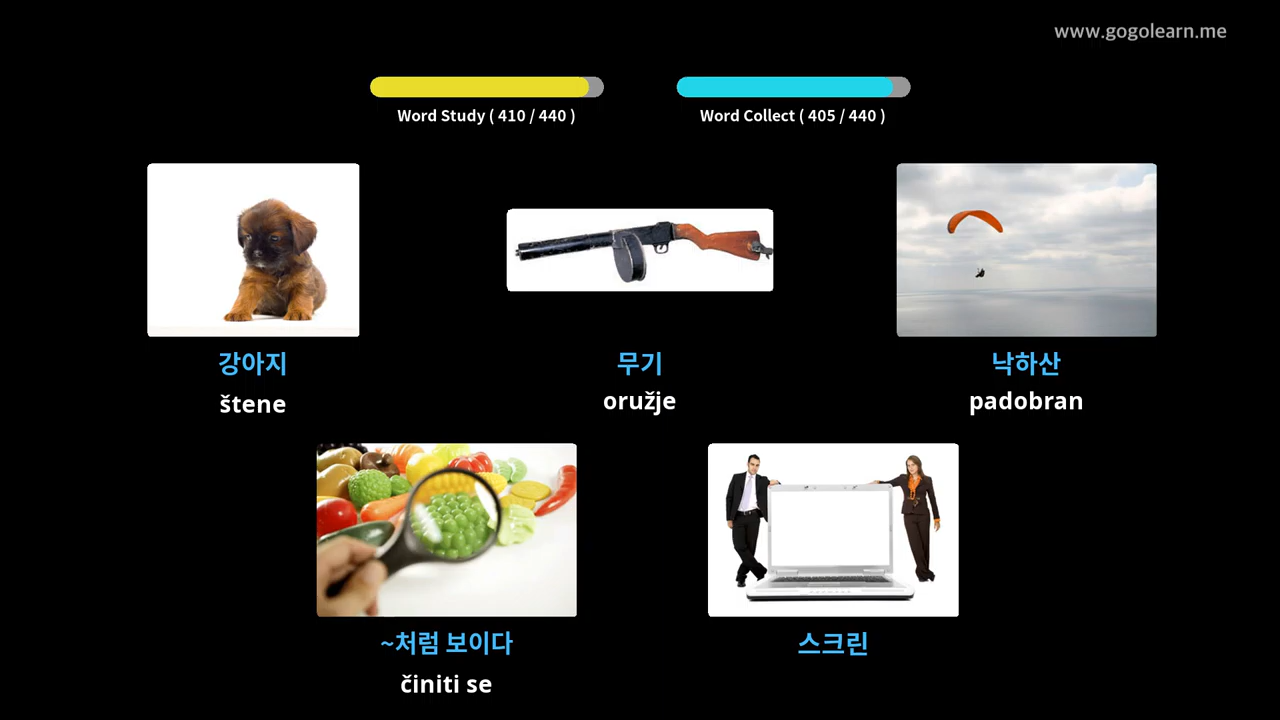 www.gogolearn.me
Word Study ( 410 / 440 )
Word Collect ( 405 / 440 )
강아지
무기
낙하산
štene
oružje
padobran
~처럼 보이다
스크린
činiti se